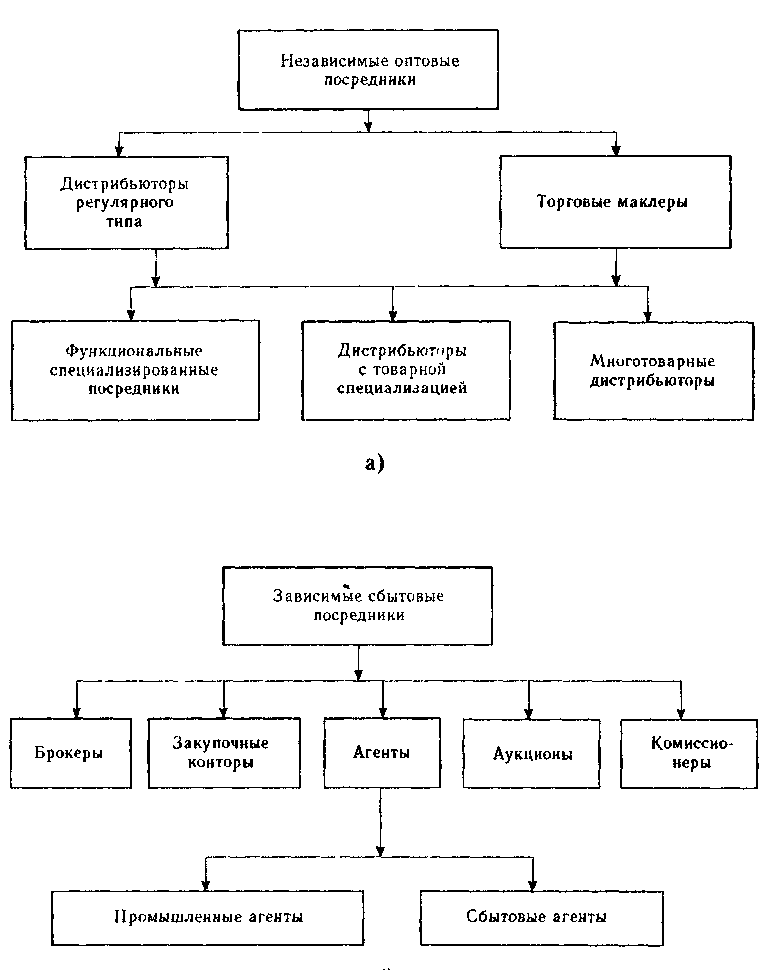 Независимые оптовые
посредники
Дистрибьюторы
регулярного
типа
Торговые маклеры
Функциональные
специализированные
посредники
Дистрибьюторы
с товарной
специализацией
Многотоварные
дистрибьюторы
а)
Зависимые сбытовые
посредники
Брокеры
Закупочные
конторы
Агенты
Аукционы
Комиссио-
неры
Промышленные агенты
Сбытовые агенты